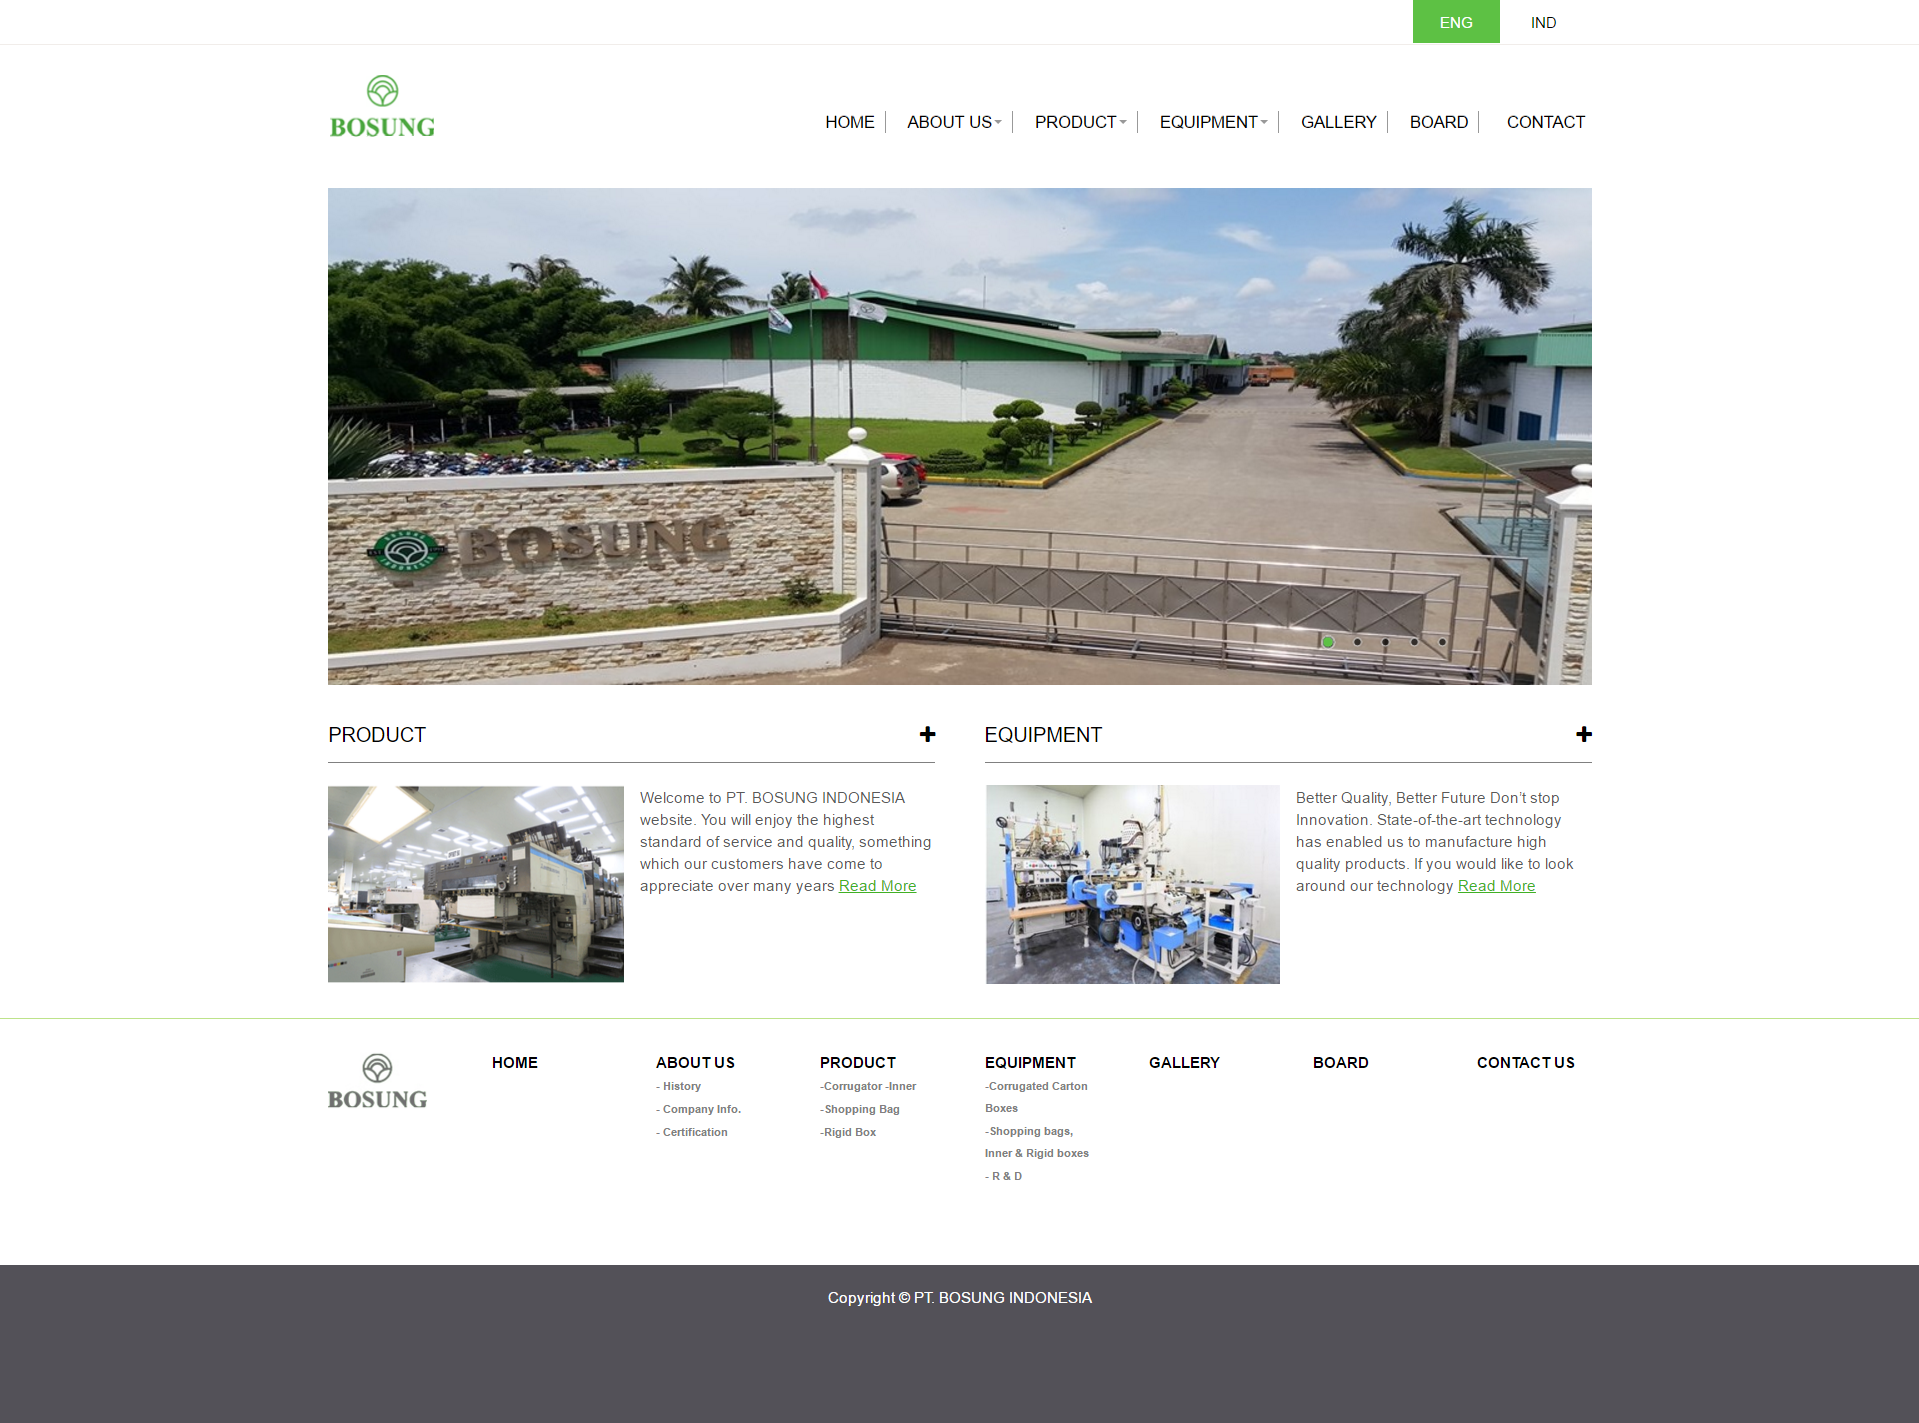 ENG IND
BOSUNG
HOME ABOUT US PRODUCT EQUIPMENT GALLERY BOARD CONTACT
BOSUNG
PRODUCT
Welcome to PT. BOSUNG INDONESIA
website. You will enjoy the highest
standard of service and quality, something
which our customers have come to
appreciate over many years Read More
EQUIPMENT
Better Quality, Better Future Don’t stop
Innovation. State-of-the-art technology
has enabled us to manufacture high
quality products. If you would like to look
around our technology Read More
BOSUNG
HOME
ABOUT US
- History
- Company Info.
- Certification
PRODUCT
-Corrugator -Inner
-Shopping Bag
-Rigid Box
EQUIPMENT
-Corrugated Carton
Boxes
-Shopping bags,
Inner & Rigid boxes
- R & D
GALLERY
BOARD
CONTACT US
Copyright © PT. BOSUNG INDONESIA